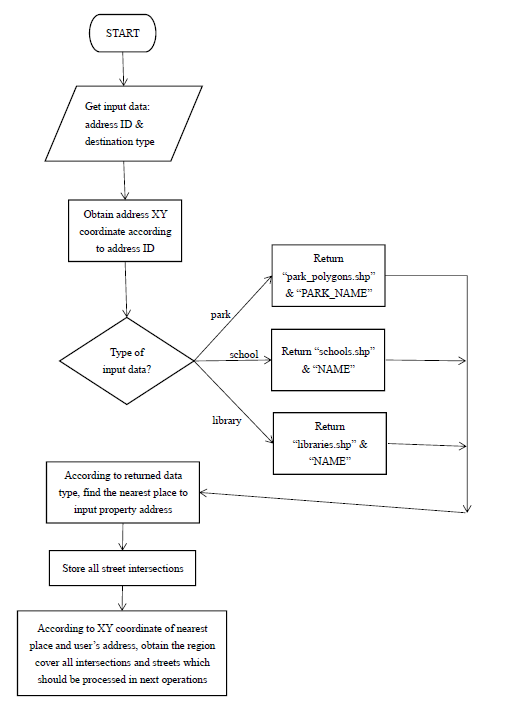 START
Get input data:
address ID &
destination type
Obtain address XY
coordinate according
to address ID
Type of
input data?
park
Return
“park_polygons.shp”
& “PARK_NAME”
school
Return “schools.shp”
& “NAME”
library
Return
“libraries.shp” &
“NAME”
According to returned data
type, find the nearest place to
input property address
Store all street intersections
According to XY coordinate of nearest
place and user’s address, obtain the region
cover all intersections and streets which
should be processed in next operations